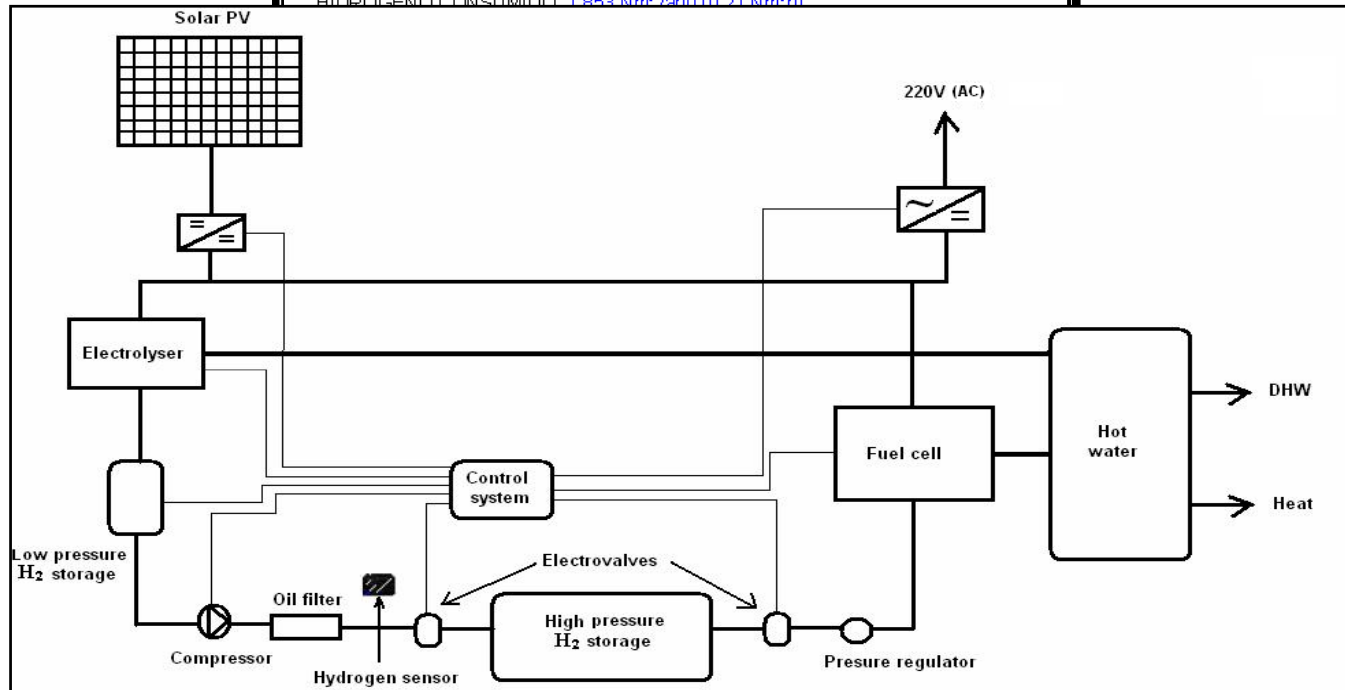 Solar PV
220V (AC)
Electrolyser
DHW
Hot
water
Fuel cell
Control
system
Heat
Low pressure
H₂ storage
Electrovalves
Oil filter
High pressure
H₂ storage
Compressor
Presure regulator
Hydrogen sensor